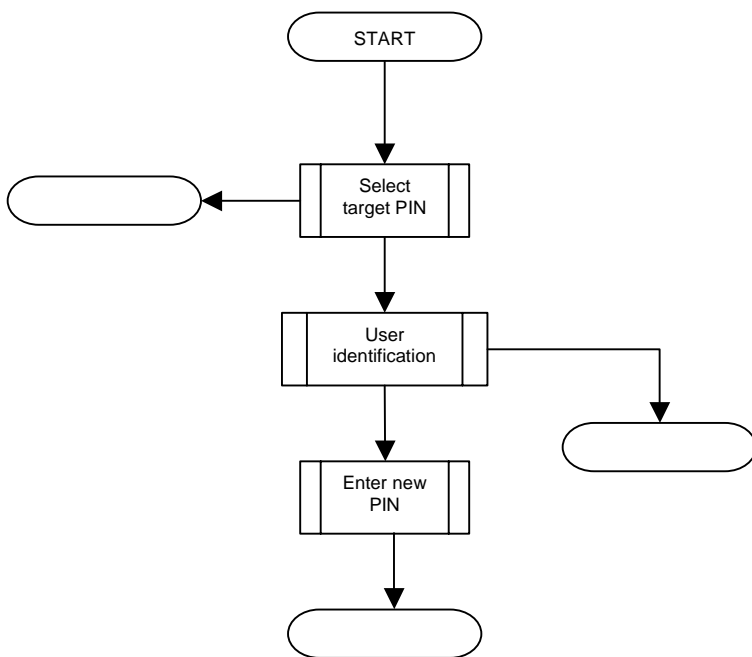 START
Select
target PIN
User
identification
Enter new
PIN